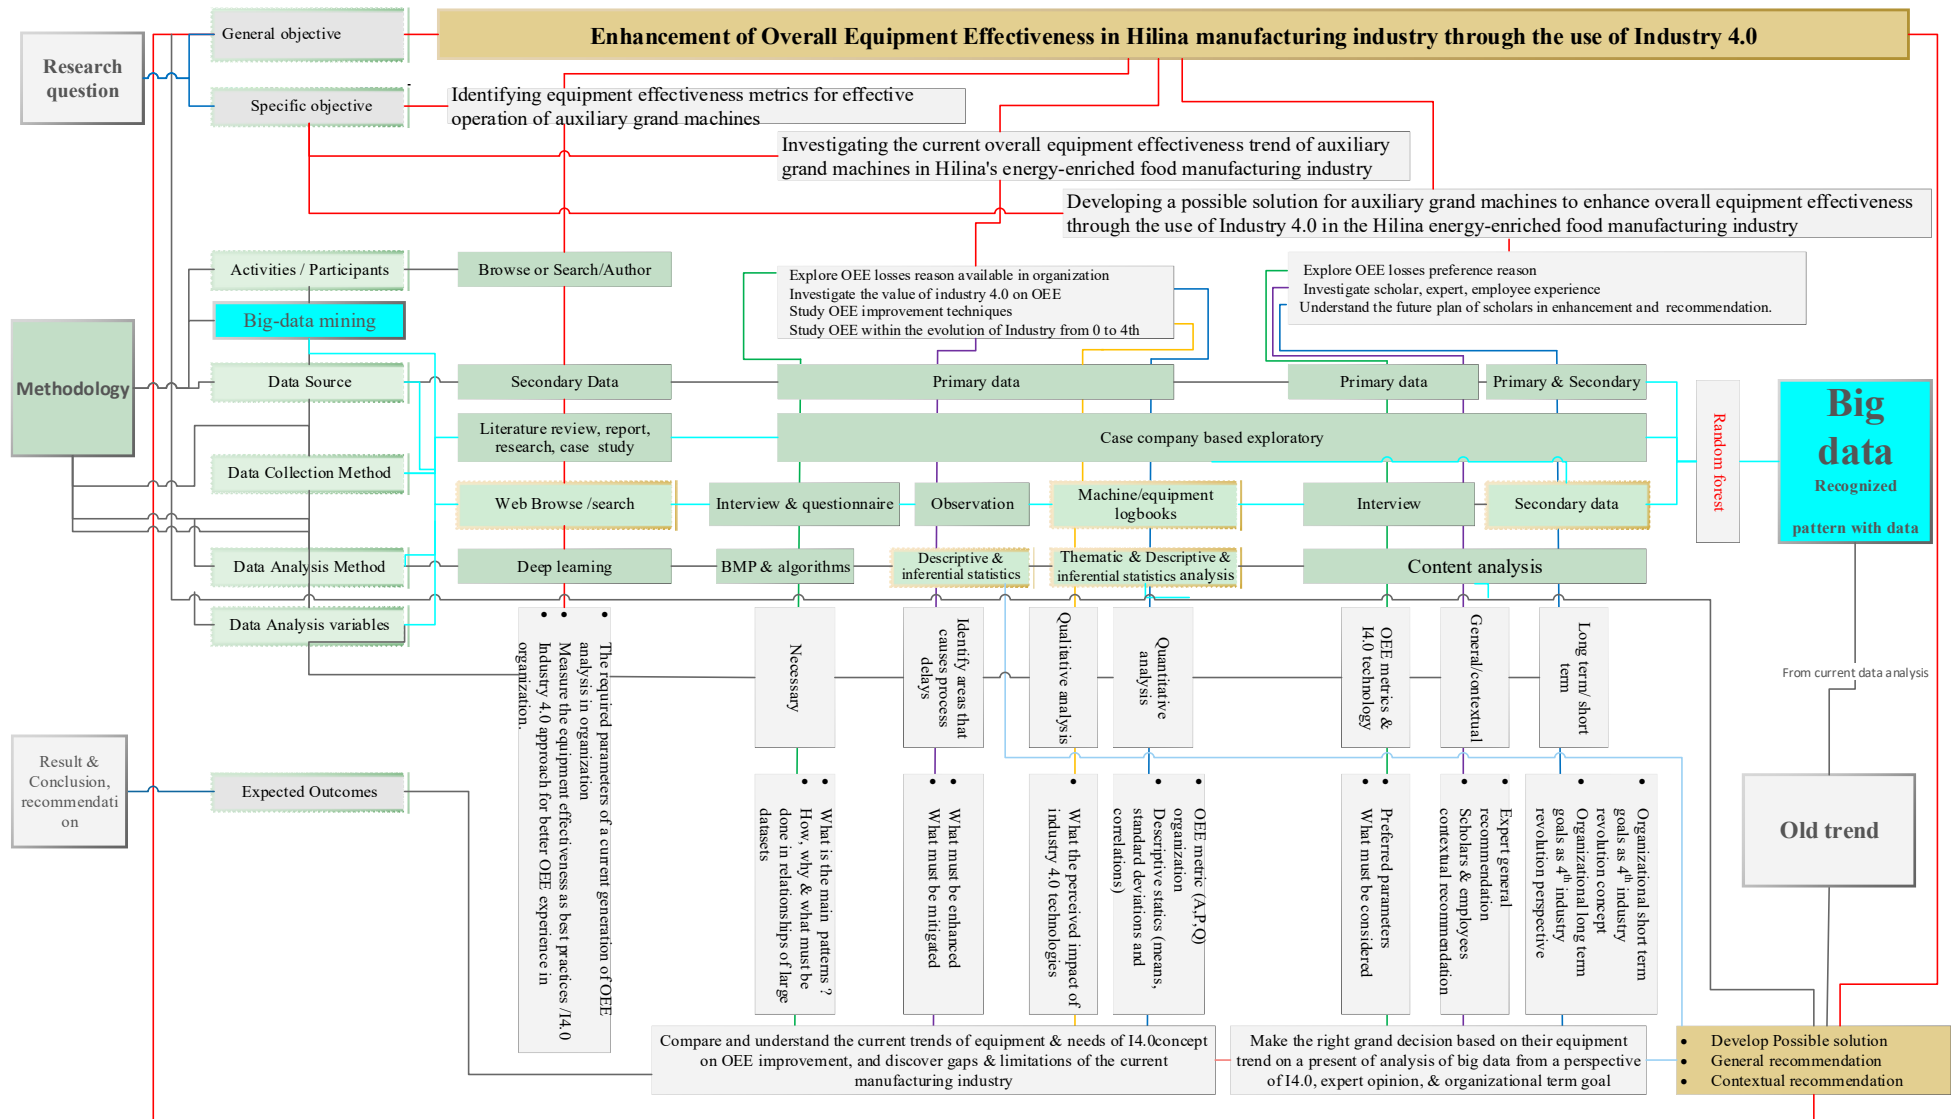 General objective
Enhancement of Overall Equipment Effectiveness in Hilina manufacturing industry through the use of Industry 4.0
Research
question
Specific objective
Identifying equipment effectiveness metrics for effective
operation of auxiliary grand machines
Investigating the current overall equipment effectiveness trend of auxiliary
grand machines in Hilina's energy-enriched food manufacturing industry
Developing a possible solution for auxiliary grand machines to enhance overall equipment effectiveness
through the use of Industry 4.0 in the Hilina energy-enriched food manufacturing industry
Activities / Participants
Browse or Search/Author
Explore OEE losses reason available in organization
Investigate the value of industry 4.0 on OEE
Study OEE improvement techniques
Study OEE within the evolution of Industry from 0 to 4th
Explore OEE losses preference reason
Investigate scholar, expert, employee experience
Understand the future plan of scholars in enhancement and recommendation.
Big-data mining
Methodology
Data Source
Secondary Data
Primary data
Primary data
Primary & Secondary
Literature review, report,
research, case study
Case company based exploratory
Random forest
Big
data
Recognized
pattern with data
Data Collection Method
Web Browse /search
Interview & questionnaire
Observation
Machine/equipment
logbooks
Interview
Secondary data
Data Analysis Method
Deep learning
BMP & algorithms
Descriptive &
inferential statistics
Thematic & Descriptive &
inferential statistics analysis
Content analysis
Data Analysis variables
• The required parameters of a current generation of OEE
analysis in organization
• Measure the equipment effectiveness as best practices /I4.0
• Industry 4.0 approach for better OEE experience in
organization.
Necessary
Identify areas that
causes process
delays
Qualitative analysis
Quantitative
analysis
OEE metrics &
I4.0 technology
General/contextual
Long term/ short
term
From current data analysis
Result &
Conclusion,
recommendati
on
Expected Outcomes
• What is the main patterns ?
• How, why & what must be
done in relationships of large
datasets
• What must be enhanced
• What must be mitigated
• What the perceived impact of
industry 4.0 technologies
• OEE metric (A,P,Q)
organization
• Descriptive statics (means,
standard deviations and
correlations)
• Preferred parameters
• What must be considered
• Expert general
recommendation
• Scholars & employees
contextual recommendation
• Organizational short term
goals as 4th industry
revolution concept
• Organizational long term
goals as 4th industry
revolution perspective
Old trend
Compare and understand the current trends of equipment & needs of I4.0concept
on OEE improvement, and discover gaps & limitations of the current
manufacturing industry
Make the right grand decision based on their equipment
trend on a present of analysis of big data from a perspective
of I4.0, expert opinion, & organizational term goal
• Develop Possible solution
• General recommendation
• Contextual recommendation